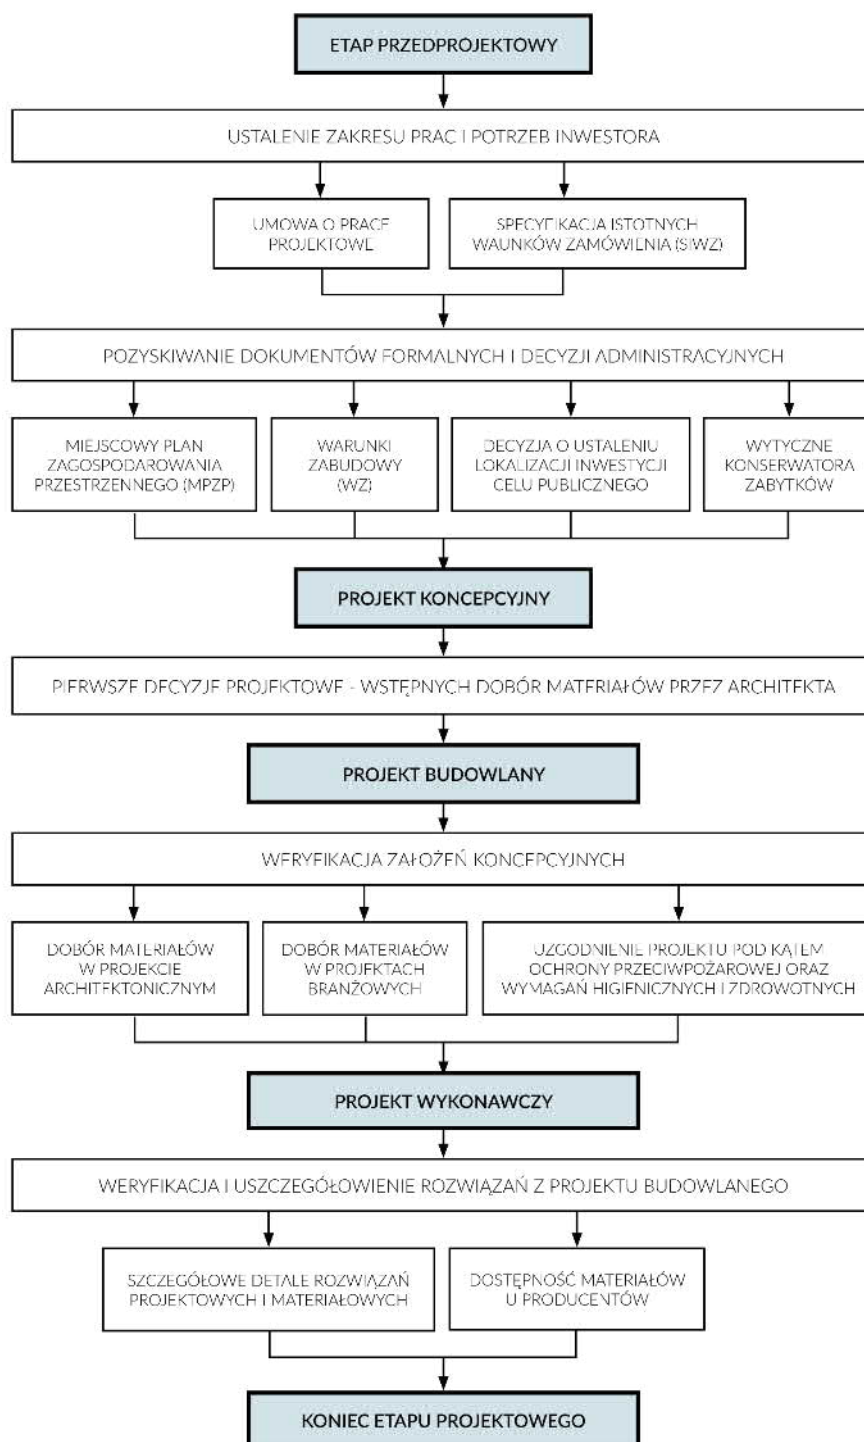 ETAP PRZEDPROJEKTOWY
USTALENIE ZAKRESU PRAC I POTRZEB INWESTORA
UMOWA O PRACE
PROJEKTOWE
SPECYFIKACJA ISTOTNYCH
WAUNKÓW ZAMÓWIENIA (SIWZ)
POZYSKIWANIE DOKUMENTÓW FORMALNYCH I DECYZJI ADMINISTRACYJNYCH
MIEJSCOWY PLAN
ZAGOSPODAROWANIA
PRZESTRZENNEGO (MPZP)
WARUNKI
ZABUDOWY
(WZ)
DECYZJA O USTALENIU
LOKALIZACJI INWESTYCJI
CELU PUBLICZNEGO
WYTYCZNE
KONSERWATORA
ZABYTKÓW
PROJEKT KONCEPCYJNY
PIERWSZE DECYZJE PROJEKTOWE - WSTĘPNYCH DOBÓR MATERIAŁÓW PRZEZ ARCHITEKTA
PROJEKT BUDOWLANY
WERYFIKACJA ZAŁOŻEŃ KONCEPCYJNYCH
DOBÓR MATERIAŁÓW
W PROJEKCIE
ARCHITEKTONICZNYM
DOBÓR MATERIAŁÓW
W PROJEKTACH
BRANŻOWYCH
UZGODNIENIE PROJEKTU POD KĄTEM
OCHRONY PRZECIWPOŻAROWEJ ORAZ
WYMAGAŃ HIGIENICZNYCH I ZDROWOTNYCH
PROJEKT WYKONAWCZY
WERYFIKACJA I USZCZEGÓŁOWIENIE ROZWIĄZAŃ Z PROJEKTU BUDOWLANEGO
SZCZEGÓŁOWE DETALE ROZWIĄZAŃ
PROJEKTOWYCH I MATERIAŁOWYCH
DOSTĘPNOŚĆ MATERIAŁÓW
U PRODUCENTÓW
KONIEC ETAPU PROJEKTOWEGO